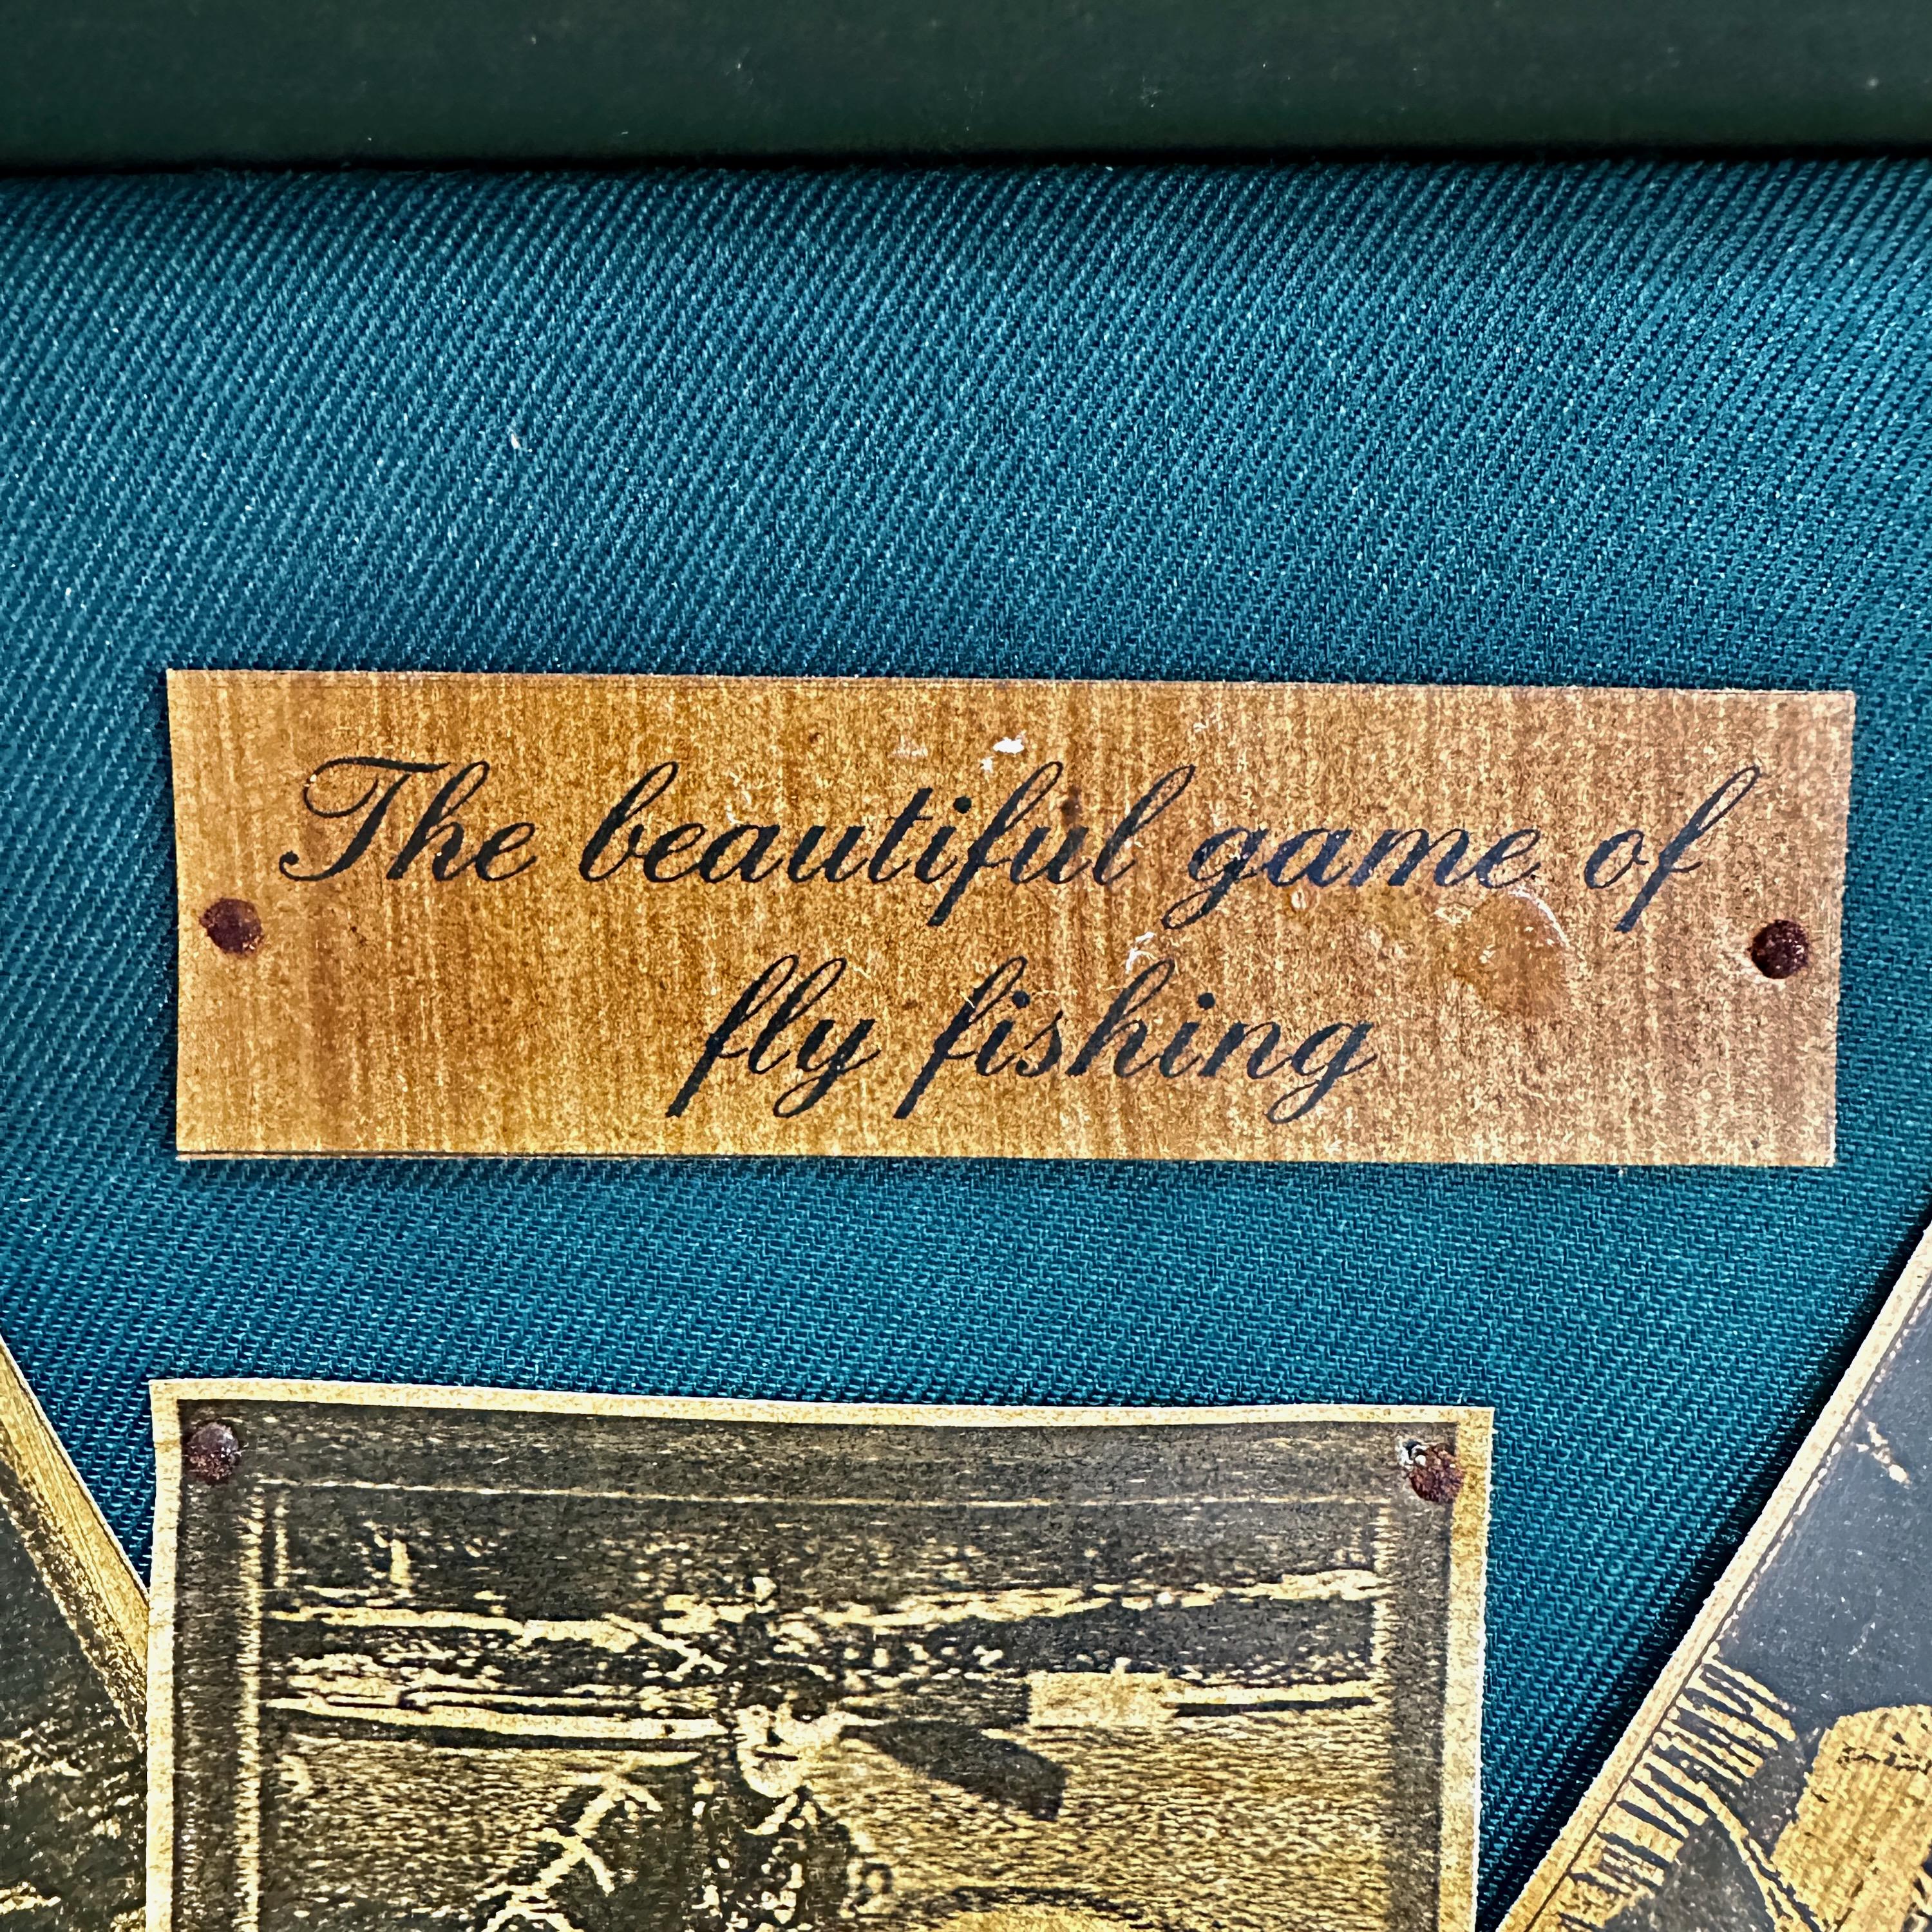 The beautiful game of
fly fishing